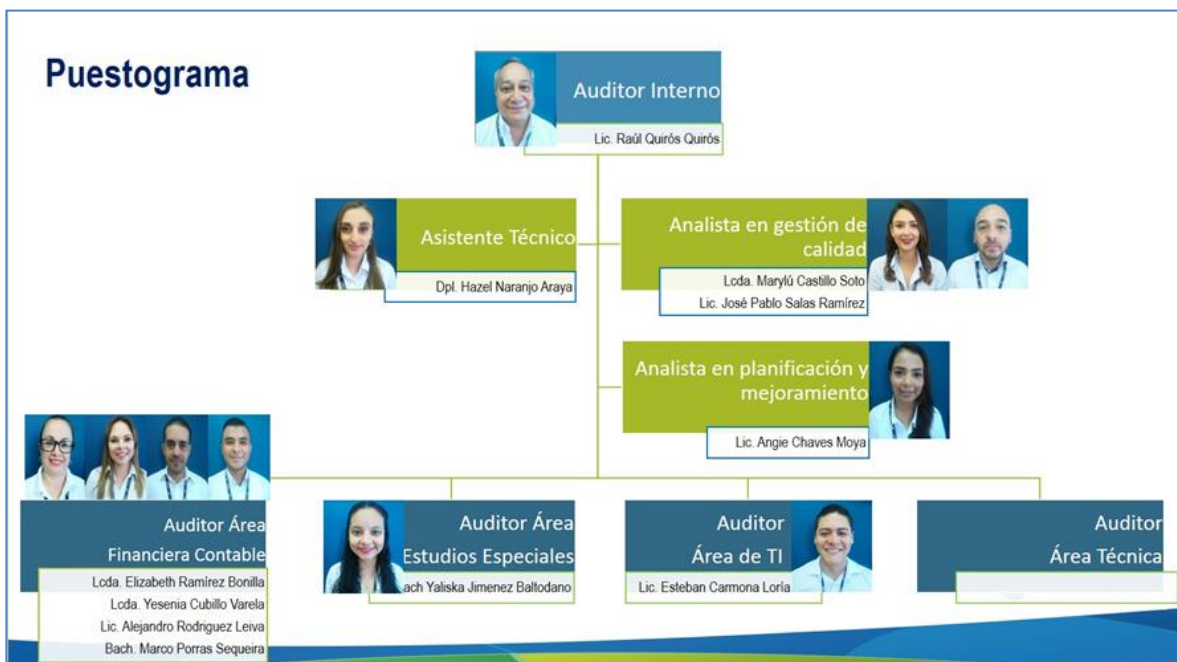 Puestograma
Auditor Interno
Lic. Raúl Quirós Quirós
Asistente Técnico
Dpl. Hazel Naranjo Araya
Analista en gestión de
calidad
Lcda. Marylú Castillo Soto
Lic. José Pablo Salas Ramírez
Analista en planificación y
mejoramiento
Lic. Angie Chaves Moya
Auditor Área
Financiera Contable
Lcda. Elizabeth Ramírez Bonilla
Lcda. Yesenia Cubillo Varela
Lic. Alejandro Rodriguez Leiva
Bach. Marco Porras Sequeira
Auditor Área
Estudios Especiales
ach Yaliska Jimenez Baltodano
Auditor
Área de TI
Lic. Esteban Carmona Loría
Auditor
Área Técnica